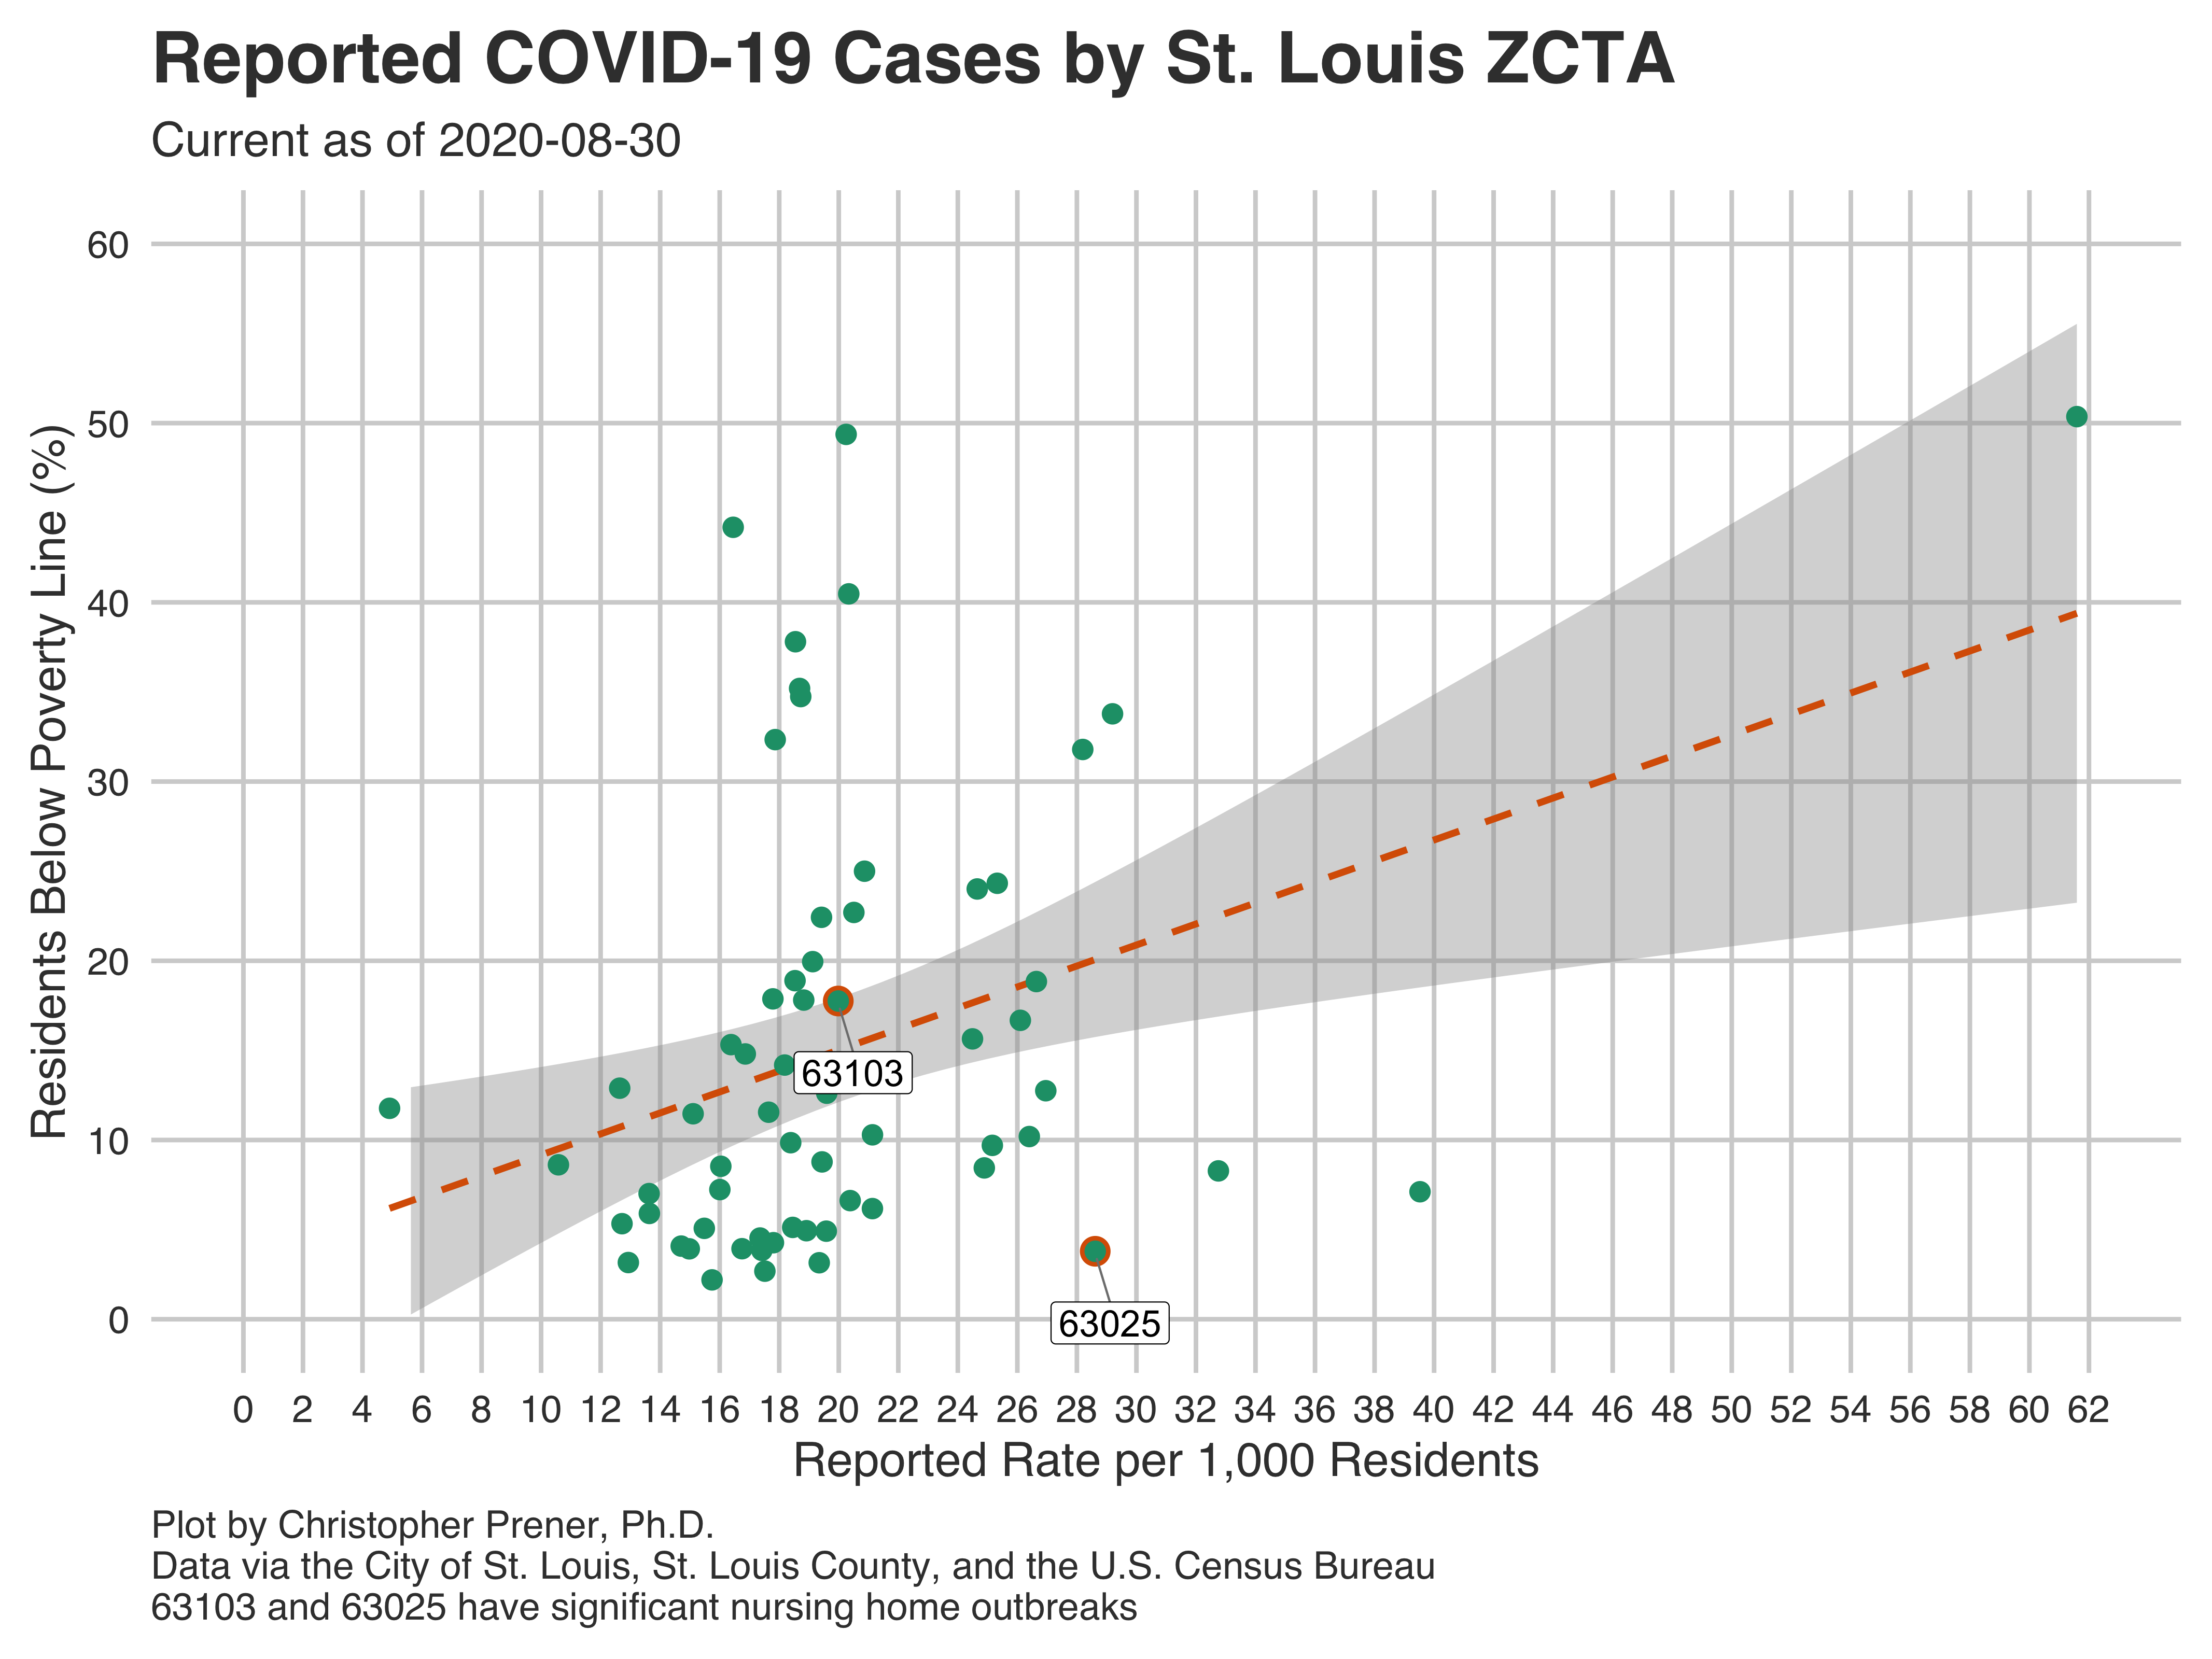 Reported COVID-19 Cases by St. Louis ZCTA
Current as of 2020-08-30
Residents Below Poverty Line (%)
60
50
40
30
20
10
0
63103
63025
0 2 4 6 8 10 12 14 16 18 20 22 24 26 28 30 32 34 36 38 40 42 44 46 48 50 52 54 56 58 60 62
Reported Rate per 1,000 Residents
Plot by Christopher Prener, Ph.D.
Data via the City of St. Louis, St. Louis County, and the U.S. Census Bureau
63103 and 63025 have significant nursing home outbreaks